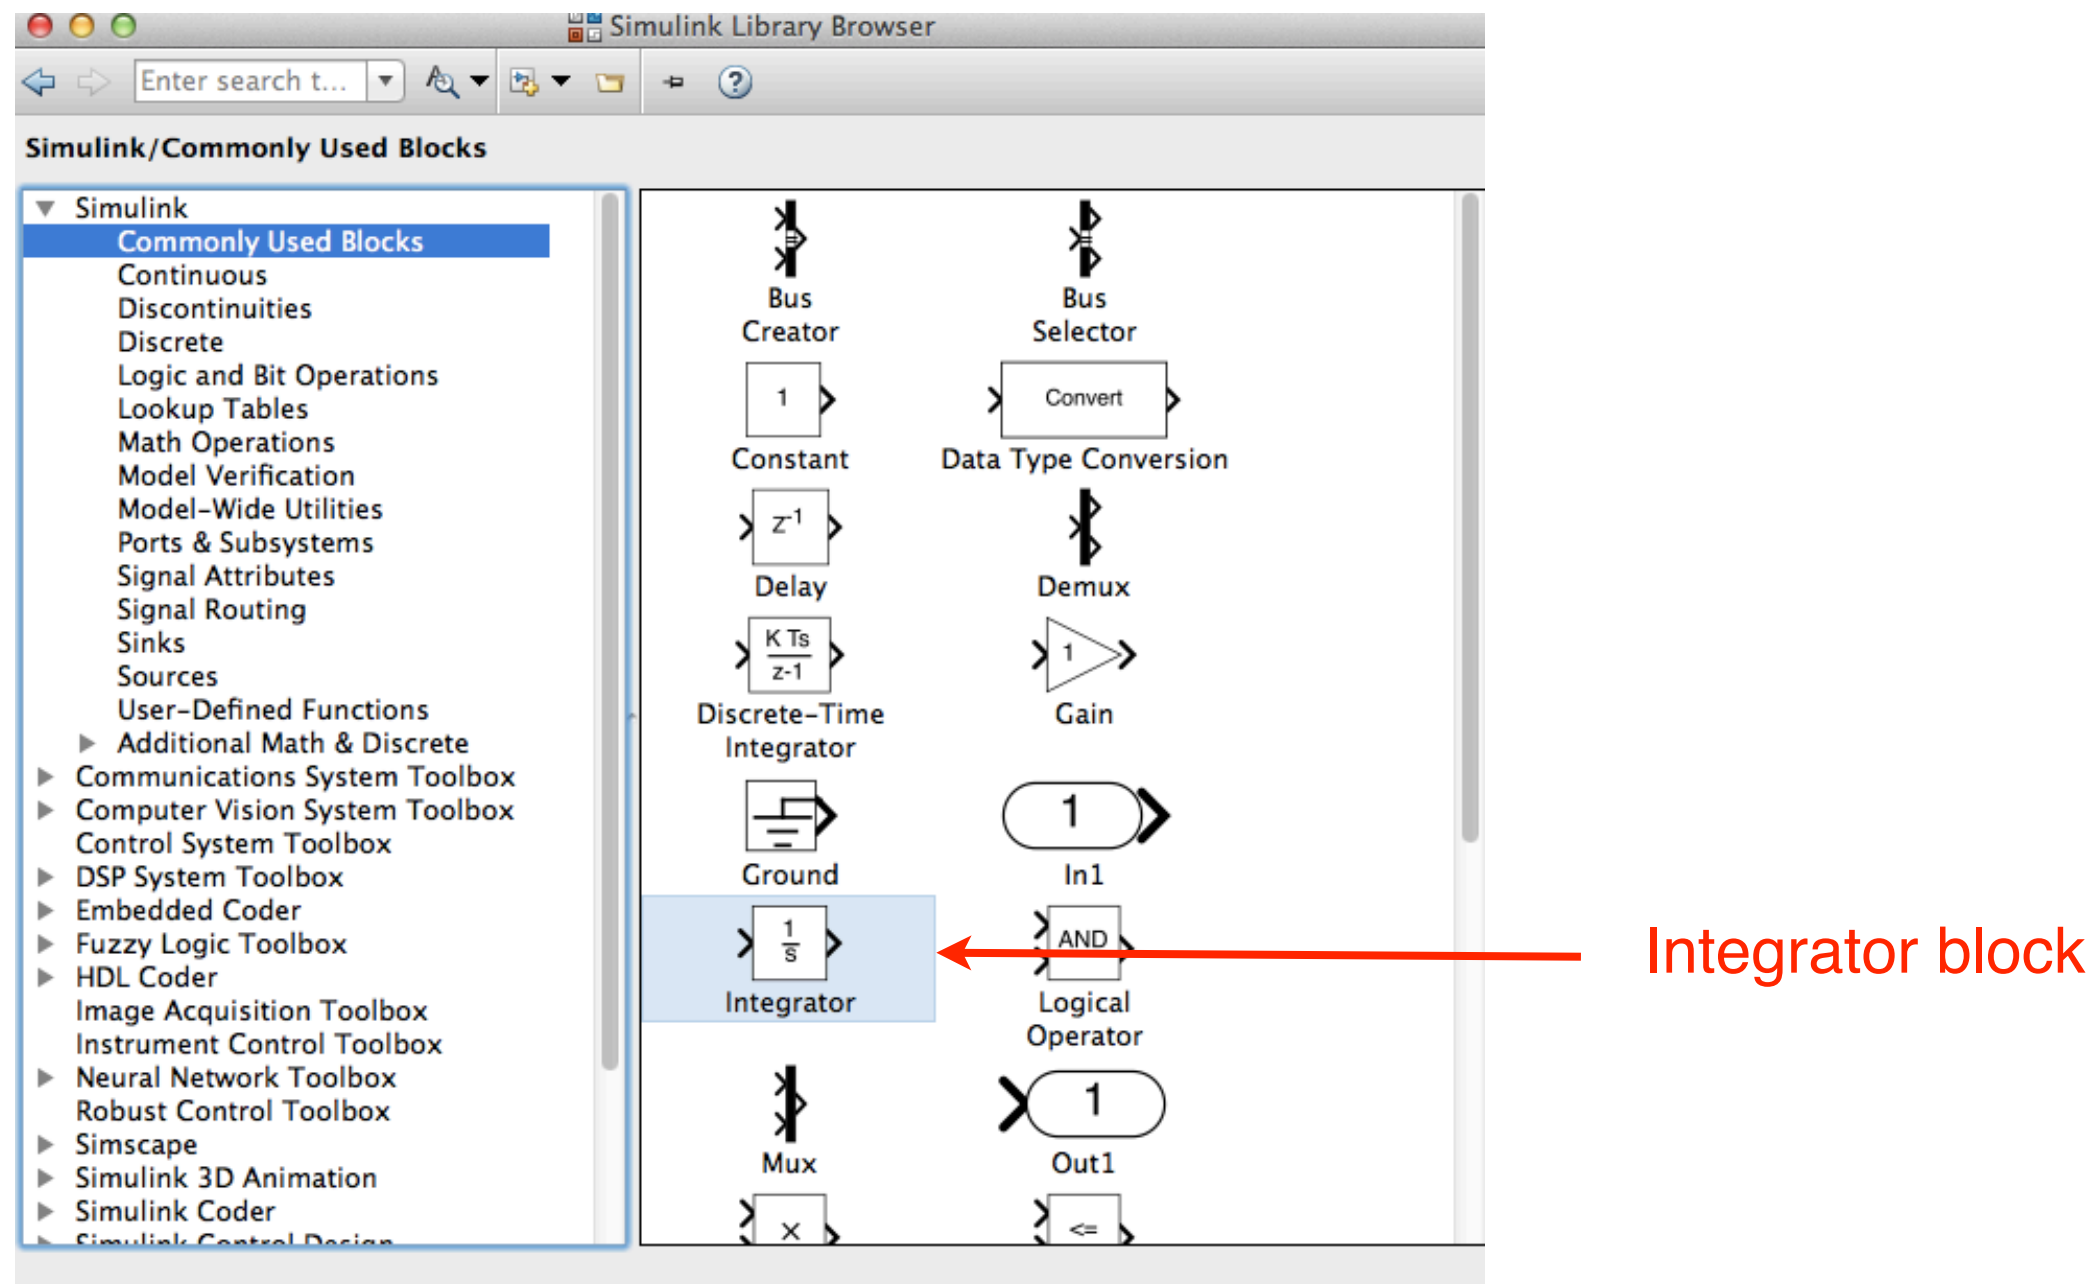 Simulink Library Browser
Enter search t...
Simulink/Commonly Used Blocks
Simulink
Commonly Used Blocks
Continuous
Discontinuities
Discrete
Logic and Bit Operations
Lookup Tables
Math Operations
Model Verification
Model-Wide Utilities
Ports & Subsystems
Signal Attributes
Signal Routing
Sinks
Sources
User-Defined Functions
Additional Math & Discrete
Communications System Toolbox
Computer Vision System Toolbox
Control System Toolbox
DSP System Toolbox
Embedded Coder
Fuzzy Logic Toolbox
HDL Coder
Image Acquisition Toolbox
Instrument Control Toolbox
Neural Network Toolbox
Robust Control Toolbox
Simscape
Simulink 3D Animation
Simulink Coder
Simulink Control Design
Bus
Creator
Bus
Selector
1
Constant
Convert
Data Type Conversion
z-1
Delay
Demux
K Ts
z-1
Discrete-Time
Integrator
1
Gain
Ground
1
In1
1
s
Integrator
AND
Logical
Operator
Mux
1
Out1
×
<=
Integrator block